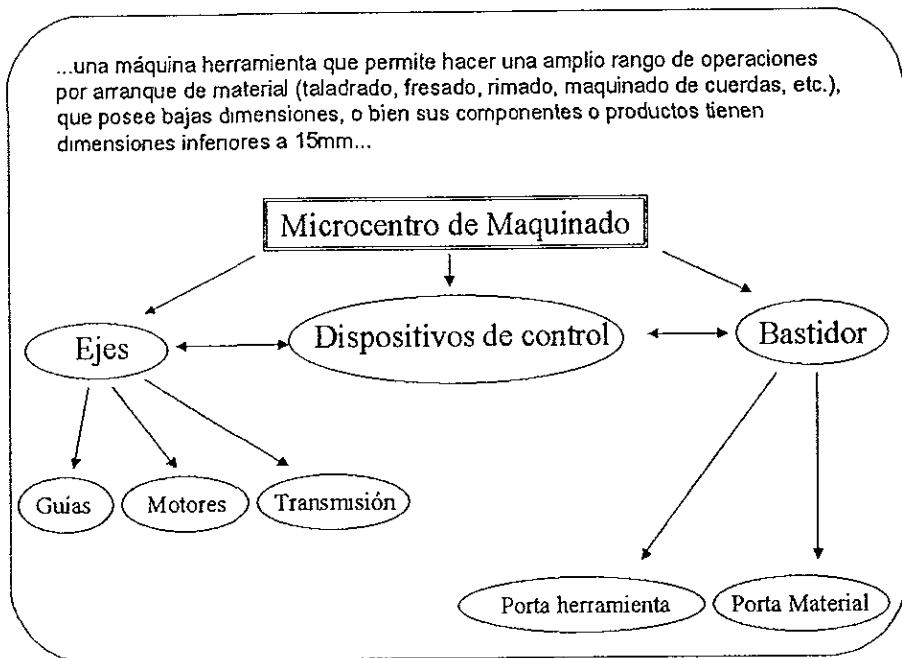 ...una máquina herramienta que permite hacer una amplio rango de operaciones
por arranque de material (taladrado, fresado, rimado, maquinado de cuerdas, etc.),
que posee bajas dimensiones, o bien sus componentes o productos tienen
dimensiones inferiores a 15mm...
Microcentro de Maquinado
Ejes
Dispositivos de control
Bastidor
Guías
Motores
Transmisión
Porta herramienta
Porta Material